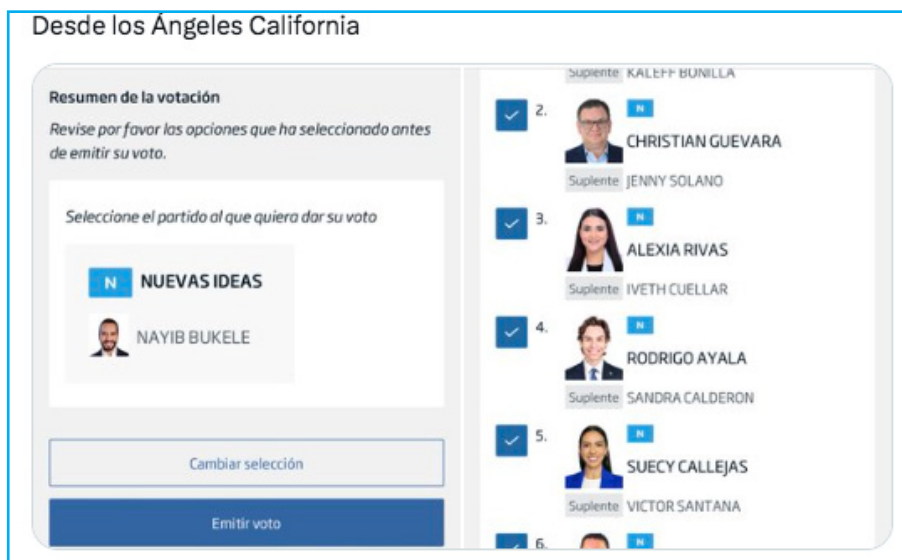 Desde los Ángeles California
Resumen de la votación
Revise por favor las opciones que ha seleccionado antes
de emitir su voto.
Seleccione el partido al que quiera dar su voto
N NUEVAS IDEAS
NAYIB BUKELE
Cambiar selección
Emitir voto
Suplente KALEFF BONILLA
2. N
CHRISTIAN GUEVARA
Suplente JENNY SOLANO
3. N
ALEXIA RIVAS
Suplente IVETH CUELLAR
4. N
RODRIGO AYALA
Suplente SANDRA CALDERON
5. N
SUECY CALLEJAS
Suplente VICTOR SANTANA
6. N